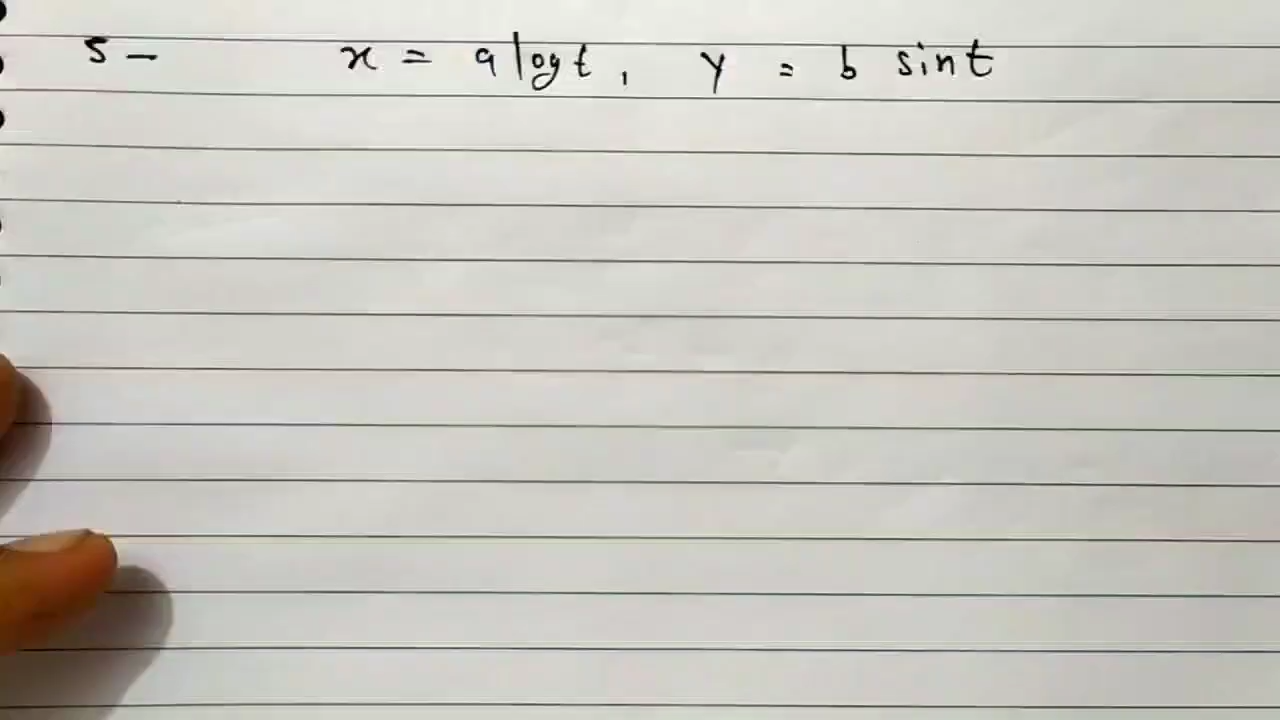 5 - x = a log t, y = b sin t